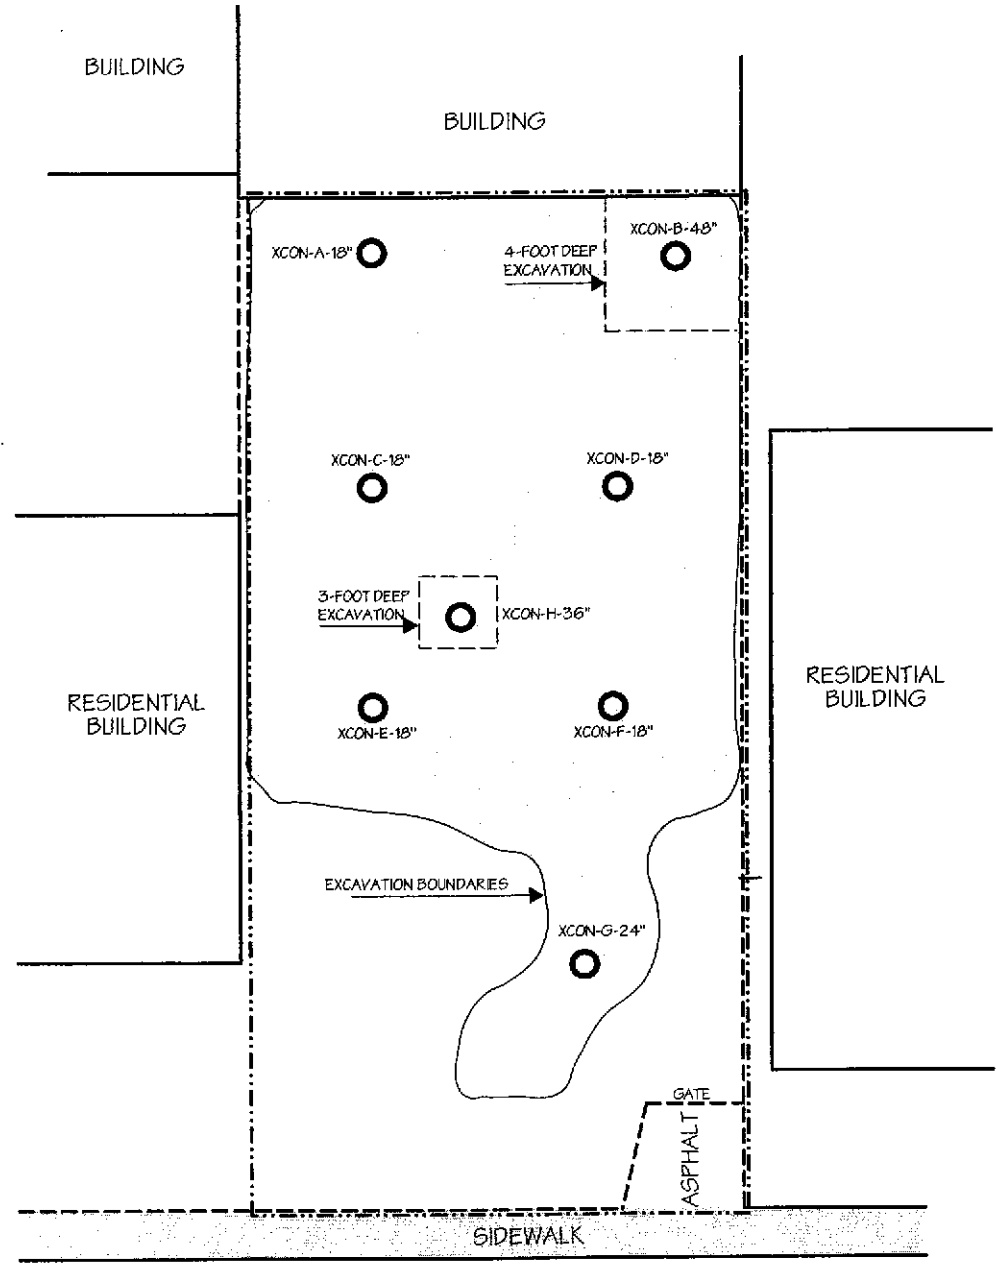 BUILDING
BUILDING
XCON-A-18"
XCON-B-48"
4-FOOT DEEP
EXCAVATION
XCON-C-18"
XCON-D-18"
3-FOOT DEEP
EXCAVATION
XCON-H-36"
RESIDENTIAL
BUILDING
RESIDENTIAL
BUILDING
XCON-E-18"
XCON-F-18"
EXCAVATION BOUNDARIES
XCON-G-24"
GATE
ASPHALT
SIDEWALK